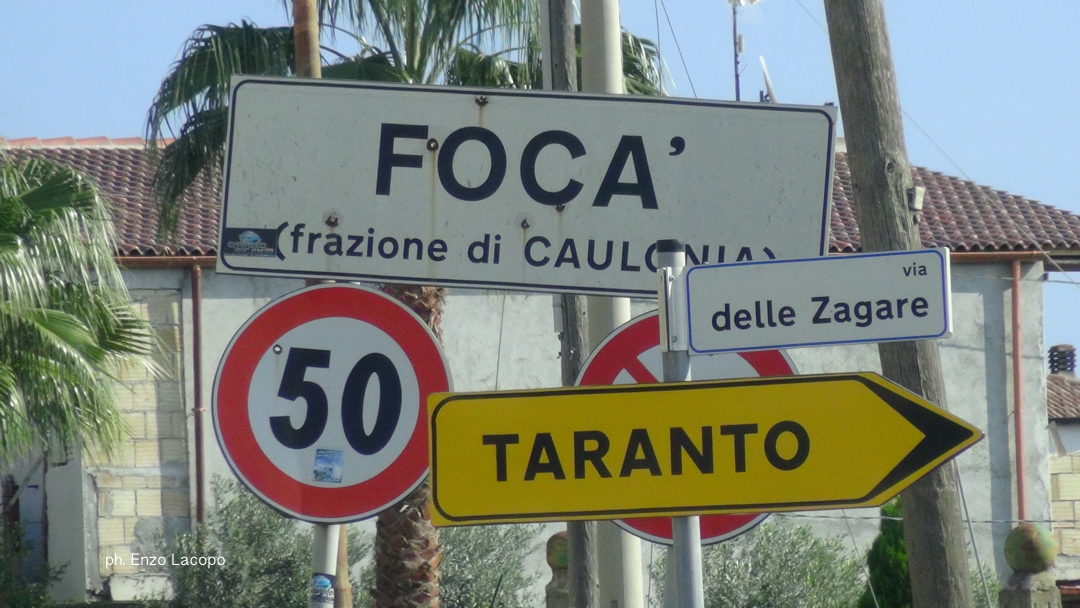 FOCA’
(frazione di CAULONIA)
via
delle Zagare
50
TARANTO
ph. Enzo Lacopo